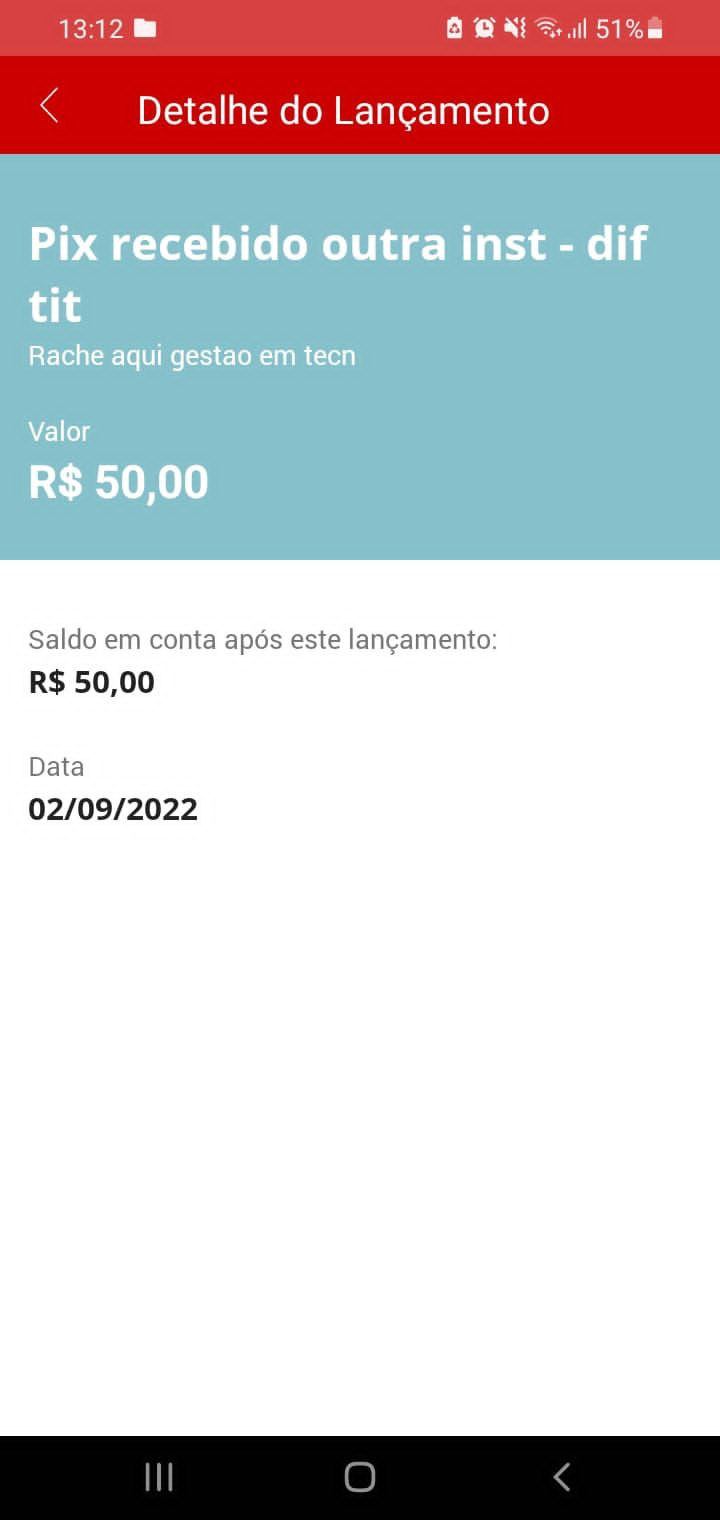 13:12 51%
Detalhe do Lançamento
Pix recebido outra inst - dif
tit
Rache aqui gestao em tecn
Valor
R$ 50,00
Saldo em conta após este lançamento:
R$ 50,00
Data
02/09/2022